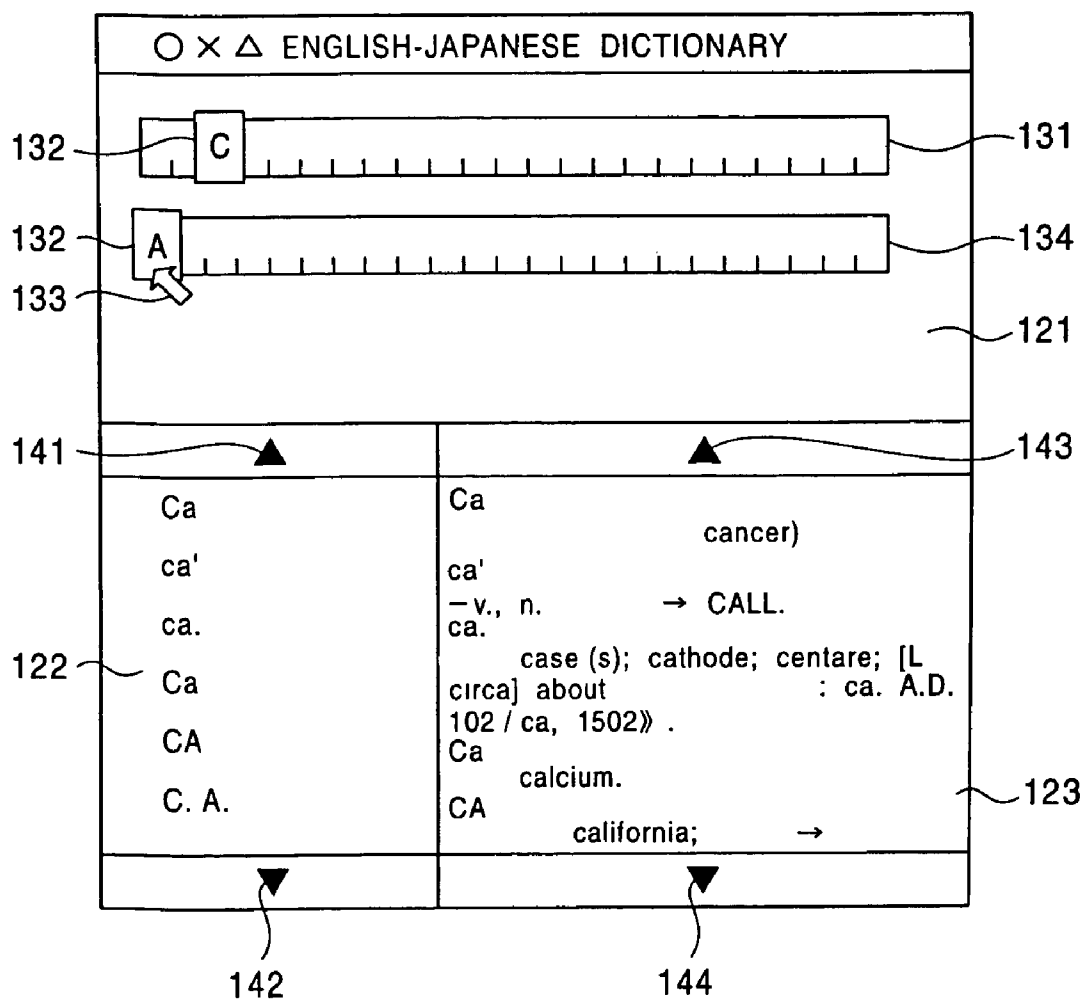 ○ × △ ENGLISH-JAPANESE DICTIONARY
132
C
131
132
A
134
133
121
141
▲
▲
143
Ca
ca'
ca.
Ca
CA
C. A.
122
Ca
cancer)
ca'
–v., n. → CALL.
ca.
case (s); cathode; centare; [L
cırca] about : ca. A.D.
102 / ca, 1502》 .
Ca
calcium.
CA
california; →
123
▼
▼
142
144